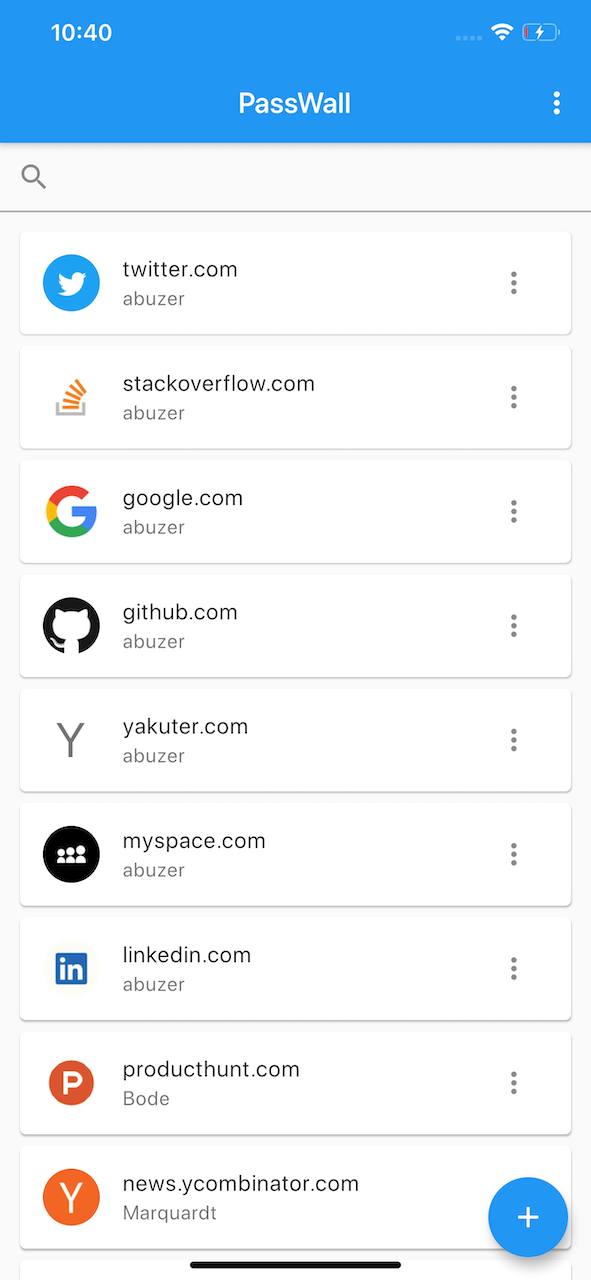 10:40
PassWall
twitter.com
abuzer
stackoverflow.com
abuzer
google.com
abuzer
github.com
abuzer
Y
yakuter.com
abuzer
myspace.com
abuzer
in
linkedin.com
abuzer
P
producthunt.com
Bode
Y
news.ycombinator.com
Marquardt